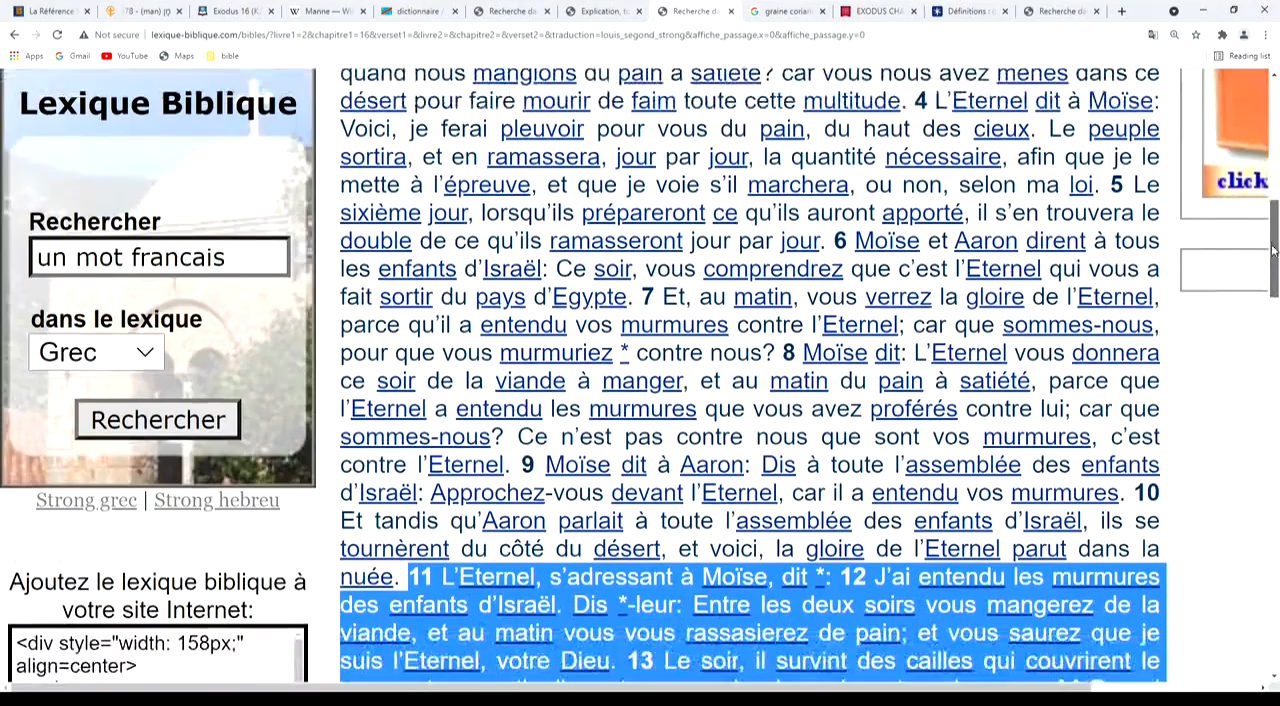 La Référence
78 - (man) ןמ
Exodus 16 (K
Manne — Wi
dictionnaire
Recherche da
Explication, t
Recherche da
graine coria
EXODUS CHA
Définitions :
Recherche da
Not secure | lexique-biblique.com/bibles/?livre1=2&chapitre1=16&verset1=&livre2=&chapitre2=&verset2=&traduction=louis_segond_strong&affiche_passage.x=0&affiche_passage.y=0
Apps Gmail YouTube Maps bible Reading list
Lexique Biblique
Rechercher
un mot francais
dans le lexique
Grec
Rechercher
Strong grec | Strong hebreu
Ajoutez le lexique biblique à
votre site Internet:
<div style="width: 158px;"
align=center>
quand nous mangions du pain à satiété? car vous nous avez menés dans ce
désert pour faire mourir de faim toute cette multitude. 4 L'Eternel dit à Moïse:
Voici, je ferai pleuvoir pour vous du pain, du haut des cieux. Le peuple
sortira, et en ramassera, jour par jour, la quantité nécessaire, afin que je le
mette à l'épreuve, et que je voie s'il marchera, ou non, selon ma loi. 5 Le
sixième jour, lorsqu'ils prépareront ce qu'ils auront apporté, il s'en trouvera le
double de ce qu'ils ramasseront jour par jour. 6 Moïse et Aaron dirent à tous
les enfants d'Israël: Ce soir, vous comprendrez que c'est l'Eternel qui vous a
fait sortir du pays d'Egypte. 7 Et, au matin, vous verrez la gloire de l'Eternel,
parce qu'il a entendu vos murmures contre l'Eternel; car que sommes-nous,
pour que vous murmuriez * contre nous? 8 Moïse dit: L'Eternel vous donnera
ce soir de la viande à manger, et au matin du pain à satiété, parce que
l'Eternel a entendu les murmures que vous avez proférés contre lui; car que
sommes-nous? Ce n'est pas contre nous que sont vos murmures, c'est
contre l'Eternel. 9 Moïse dit à Aaron: Dis à toute l'assemblée des enfants
d'Israël: Approchez-vous devant l'Eternel, car il a entendu vos murmures. 10
Et tandis qu'Aaron parlait à toute l'assemblée des enfants d'Israël, ils se
tournèrent du côté du désert, et voici, la gloire de l'Eternel parut dans la
nuée. 11 L'Eternel, s'adressant à Moïse, dit *: 12 J'ai entendu les murmures
des enfants d'Israël. Dis *-leur: Entre les deux soirs vous mangerez de la
viande, et au matin vous vous rassasierez de pain; et vous saurez que je
suis l'Eternel, votre Dieu. 13 Le soir, il survint des cailles qui couvrirent le
click